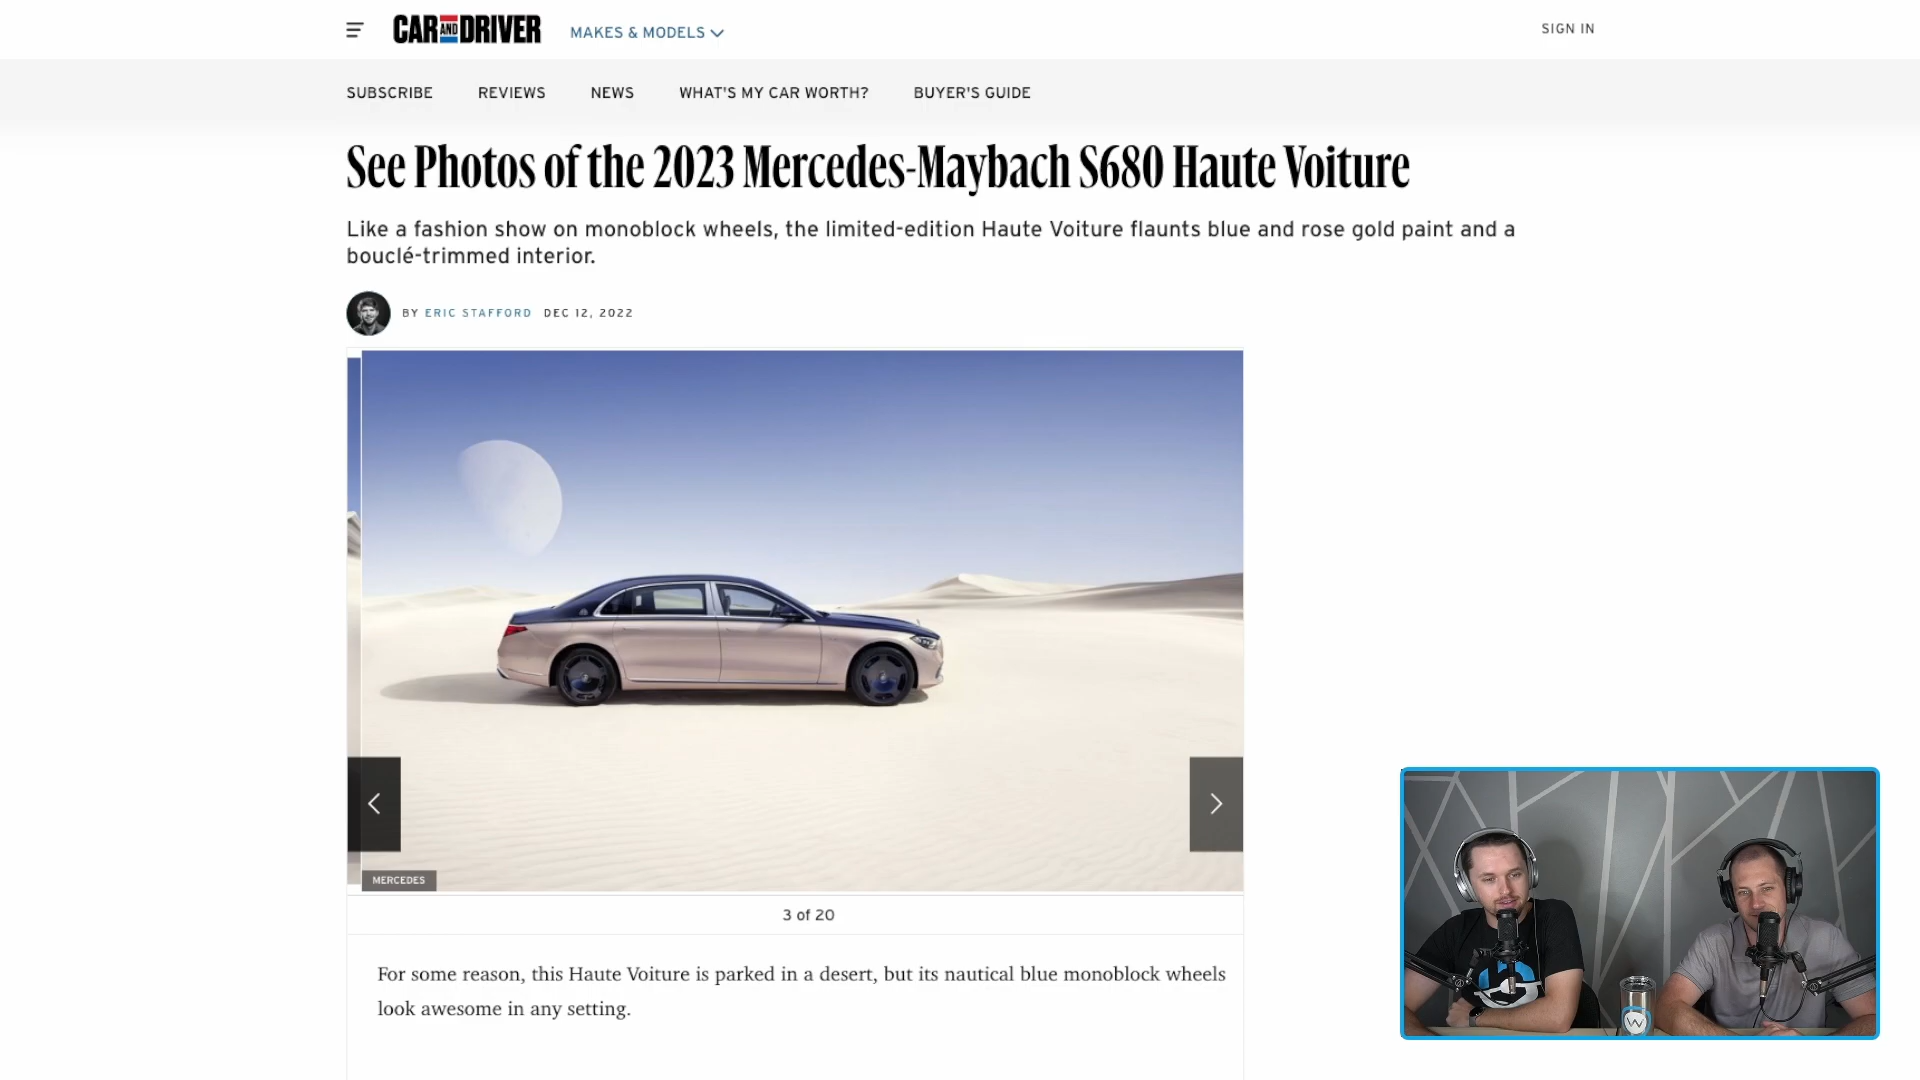 CAR AND DRIVER
MAKES & MODELS
SIGN IN
SUBSCRIBE
REVIEWS
NEWS
WHAT'S MY CAR WORTH?
BUYER'S GUIDE
See Photos of the 2023 Mercedes-Maybach S680 Haute Voiture
Like a fashion show on monoblock wheels, the limited-edition Haute Voiture flaunts blue and rose gold paint and a
bouclé-trimmed interior.
BY ERIC STAFFORD DEC 12, 2022
MERCEDES
3 of 20
For some reason, this Haute Voiture is parked in a desert, but its nautical blue monoblock wheels
look awesome in any setting.
W